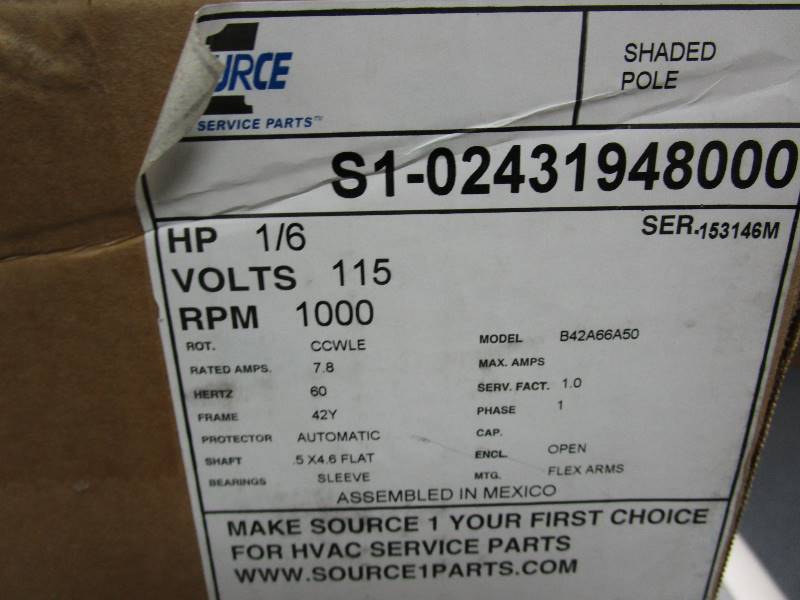 1
URCE
SERVICE PARTS™
SHADED
POLE
S1-02431948000
SER.153146M
HP 1/6
VOLTS 115
RPM 1000
ROT. CCWLE
RATED AMPS. 7.8
HERTZ 60
FRAME 42Y
PROTECTOR AUTOMATIC
SHAFT .5 X4.6 FLAT
BEARINGS SLEEVE
MODEL B42A66A50
MAX. AMPS
SERV. FACT. 1.0
PHASE 1
CAP.
ENCL. OPEN
MTG. FLEX ARMS
ASSEMBLED IN MEXICO
MAKE SOURCE 1 YOUR FIRST CHOICE
FOR HVAC SERVICE PARTS
WWW.SOURCE1PARTS.COM